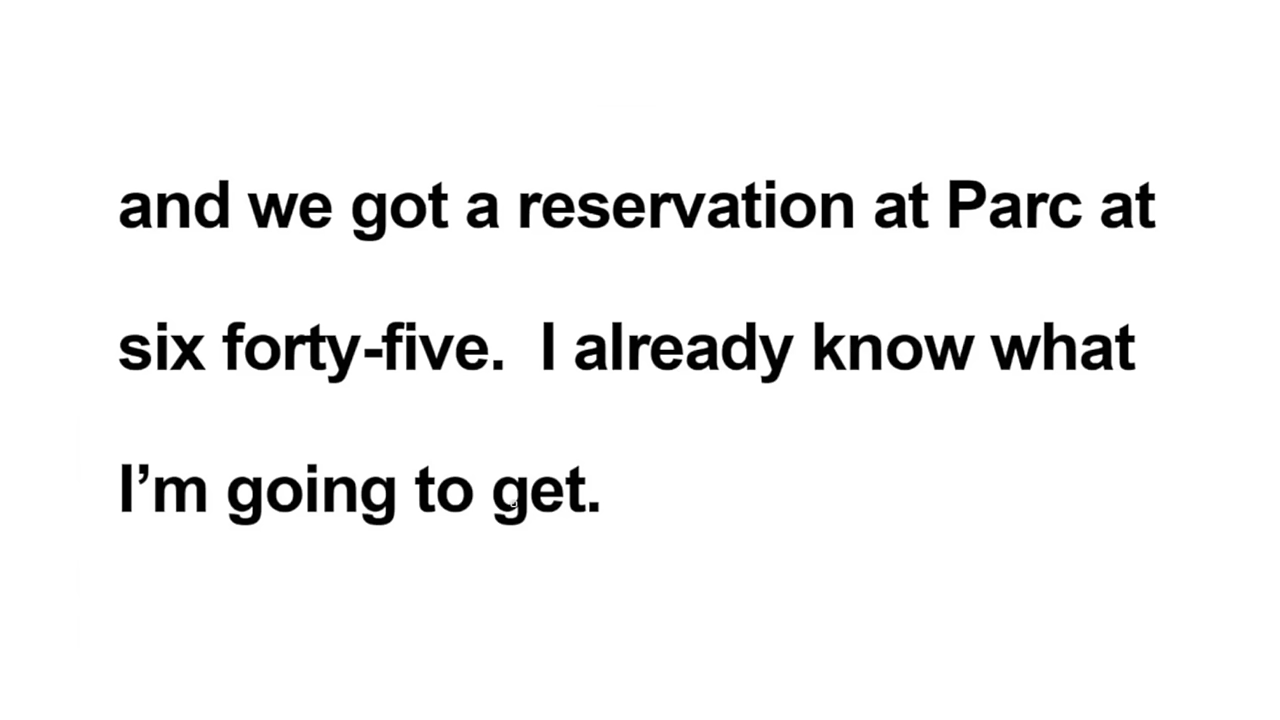 and we got a reservation at Parc at
six forty-five.  I already know what
I’m going to get.